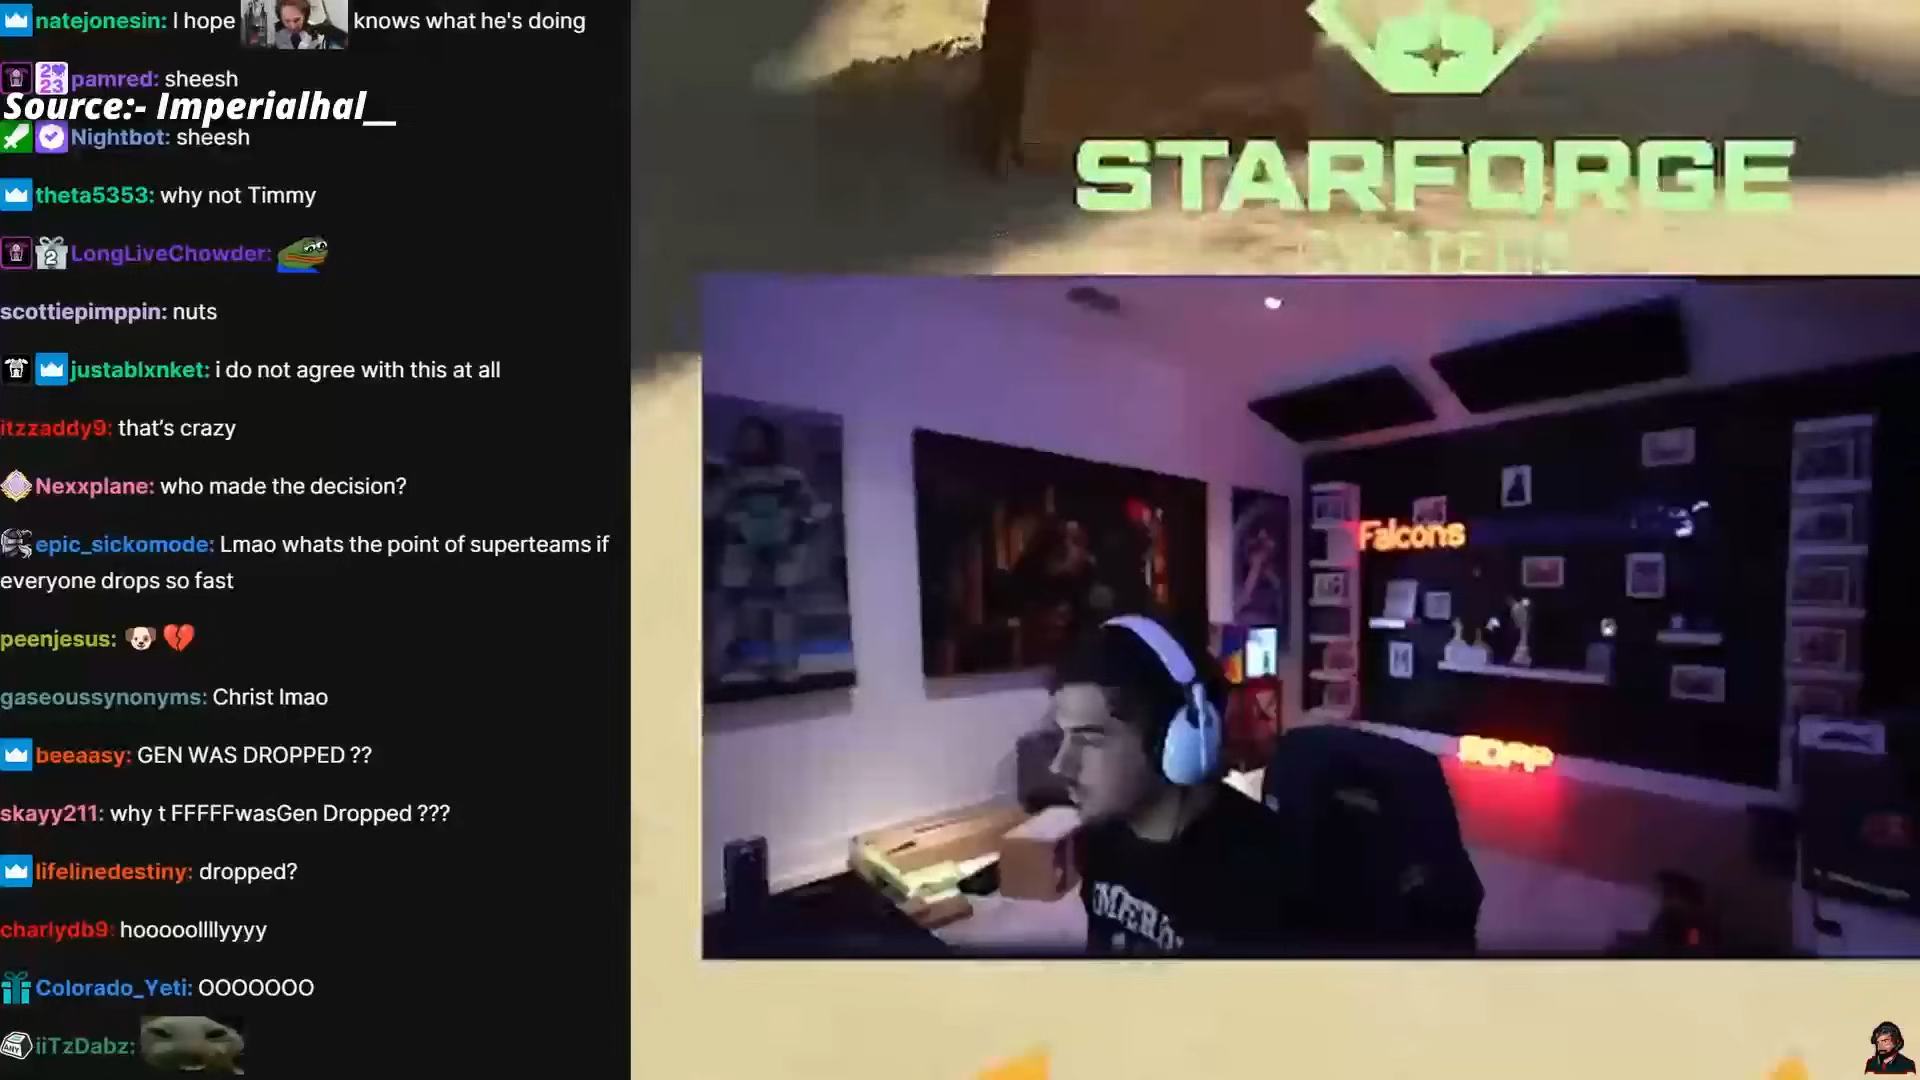 natejonesin: I hope knows what he's doing
pamred: sheesh
Source:- Imperialhal__
Nightbot: sheesh
theta5353: why not Timmy
LongLiveChowder:
scottiepimppin: nuts
justablxnket: i do not agree with this at all
itzzaddy9: that's crazy
Nexxplane: who made the decision?
epic_sickomode: Lmao whats the point of superteams if
everyone drops so fast
peenjesus:
gaseoussynonyms: Christ lmao
beeaasy: GEN WAS DROPPED ??
skayy211: why t FFFFFwasGen Dropped ???
lifelinedestiny: dropped?
charlydb9: hooooollllyyyy
Colorado_Yeti: OOOOOOO
iiTzDabz:
STARFORGE
SYSTEMS
Falcons